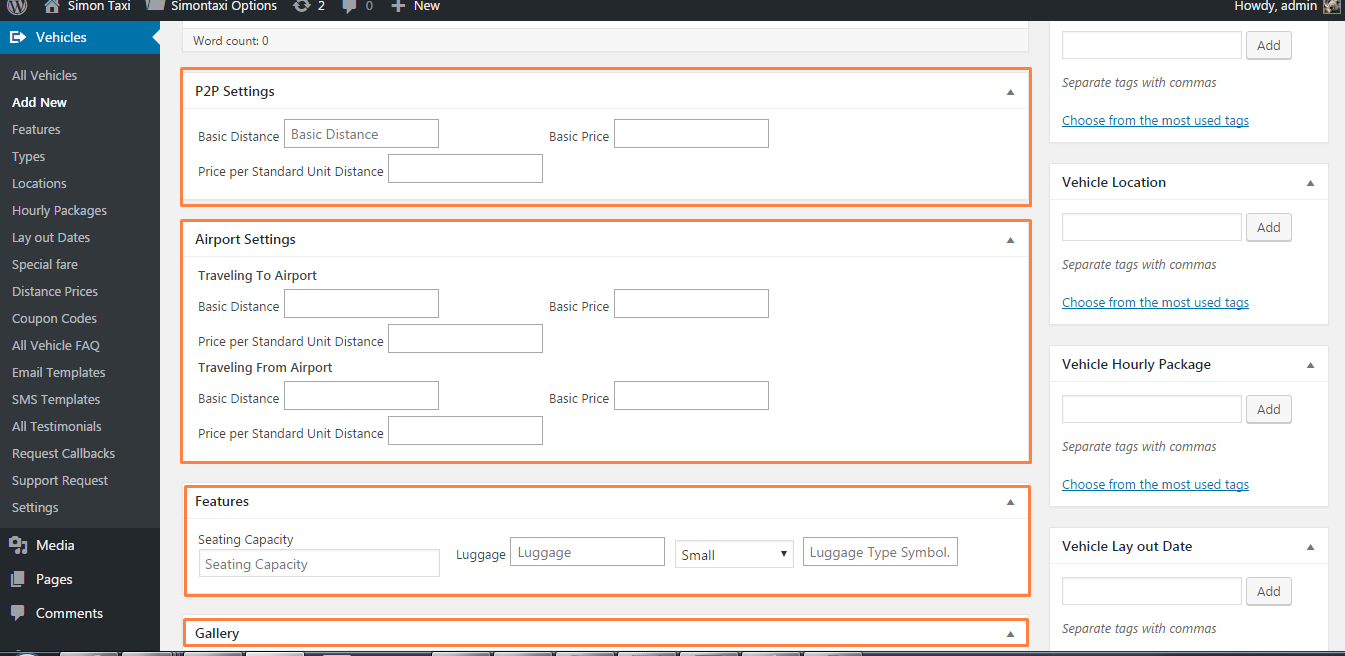 Simon Taxi Simontaxi Options 2 0 New Howdy, admin
Vehicles
All Vehicles
Add New
Features
Types
Locations
Hourly Packages
Lay out Dates
Special fare
Distance Prices
Coupon Codes
All Vehicle FAQ
Email Templates
SMS Templates
All Testimonials
Request Callbacks
Support Request
Settings
Media
Pages
Comments
Word count: 0
P2P Settings
Basic Distance Basic Distance Basic Price
Price per Standard Unit Distance
Airport Settings
Traveling To Airport
Basic Distance Basic Price
Price per Standard Unit Distance
Traveling From Airport
Basic Distance Basic Price
Price per Standard Unit Distance
Features
Seating Capacity
Seating Capacity Luggage Luggage Small Luggage Type Symbol.
Gallery
Add
Separate tags with commas
Choose from the most used tags
Vehicle Location
Add
Separate tags with commas
Choose from the most used tags
Vehicle Hourly Package
Add
Separate tags with commas
Choose from the most used tags
Vehicle Lay out Date
Add
Separate tags with commas